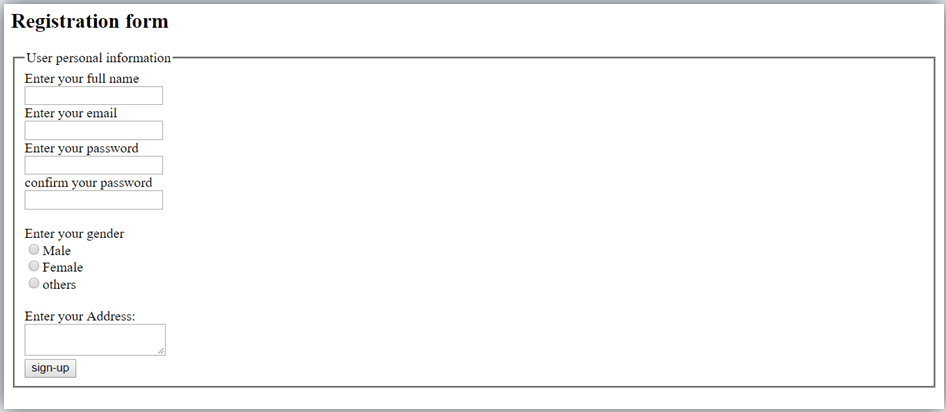 Registration form
User personal information
Enter your full name
Enter your email
Enter your password
confirm your password
Enter your gender
Male
Female
others
Enter your Address:
sign-up